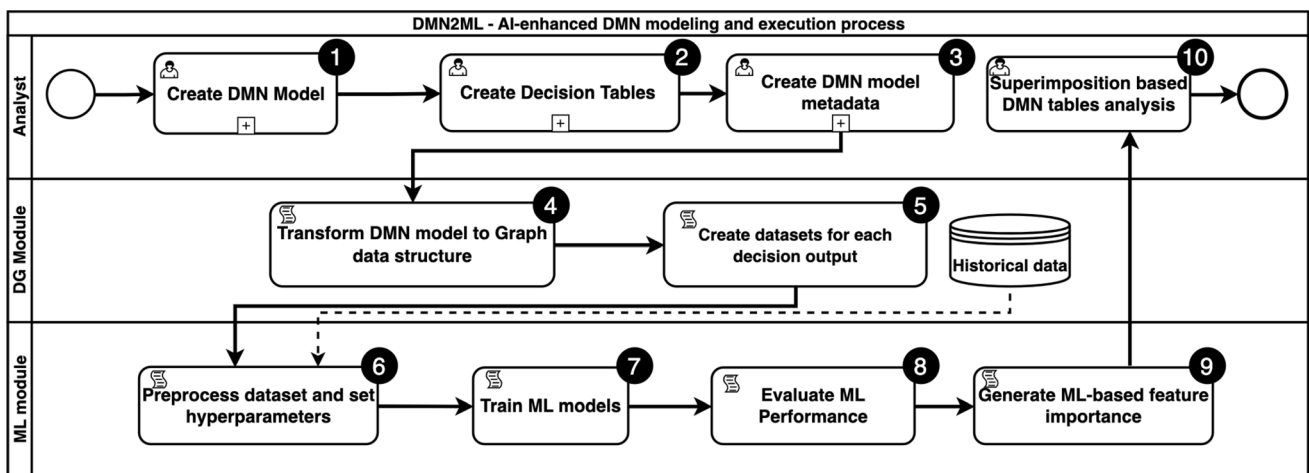 DMN2ML - AI-enhanced DMN modeling and execution process
Analyst
1
Create DMN Model
2
Create Decision Tables
3
Create DMN model
metadata
10
Superimposition based
DMN tables analysis
DG Module
4
Transform DMN model to Graph
data structure
5
Create datasets for each
decision output
Historical data
ML module
6
Preprocess dataset and set
hyperparameters
7
Train ML models
8
Evaluate ML
Performance
9
Generate ML-based feature
importance